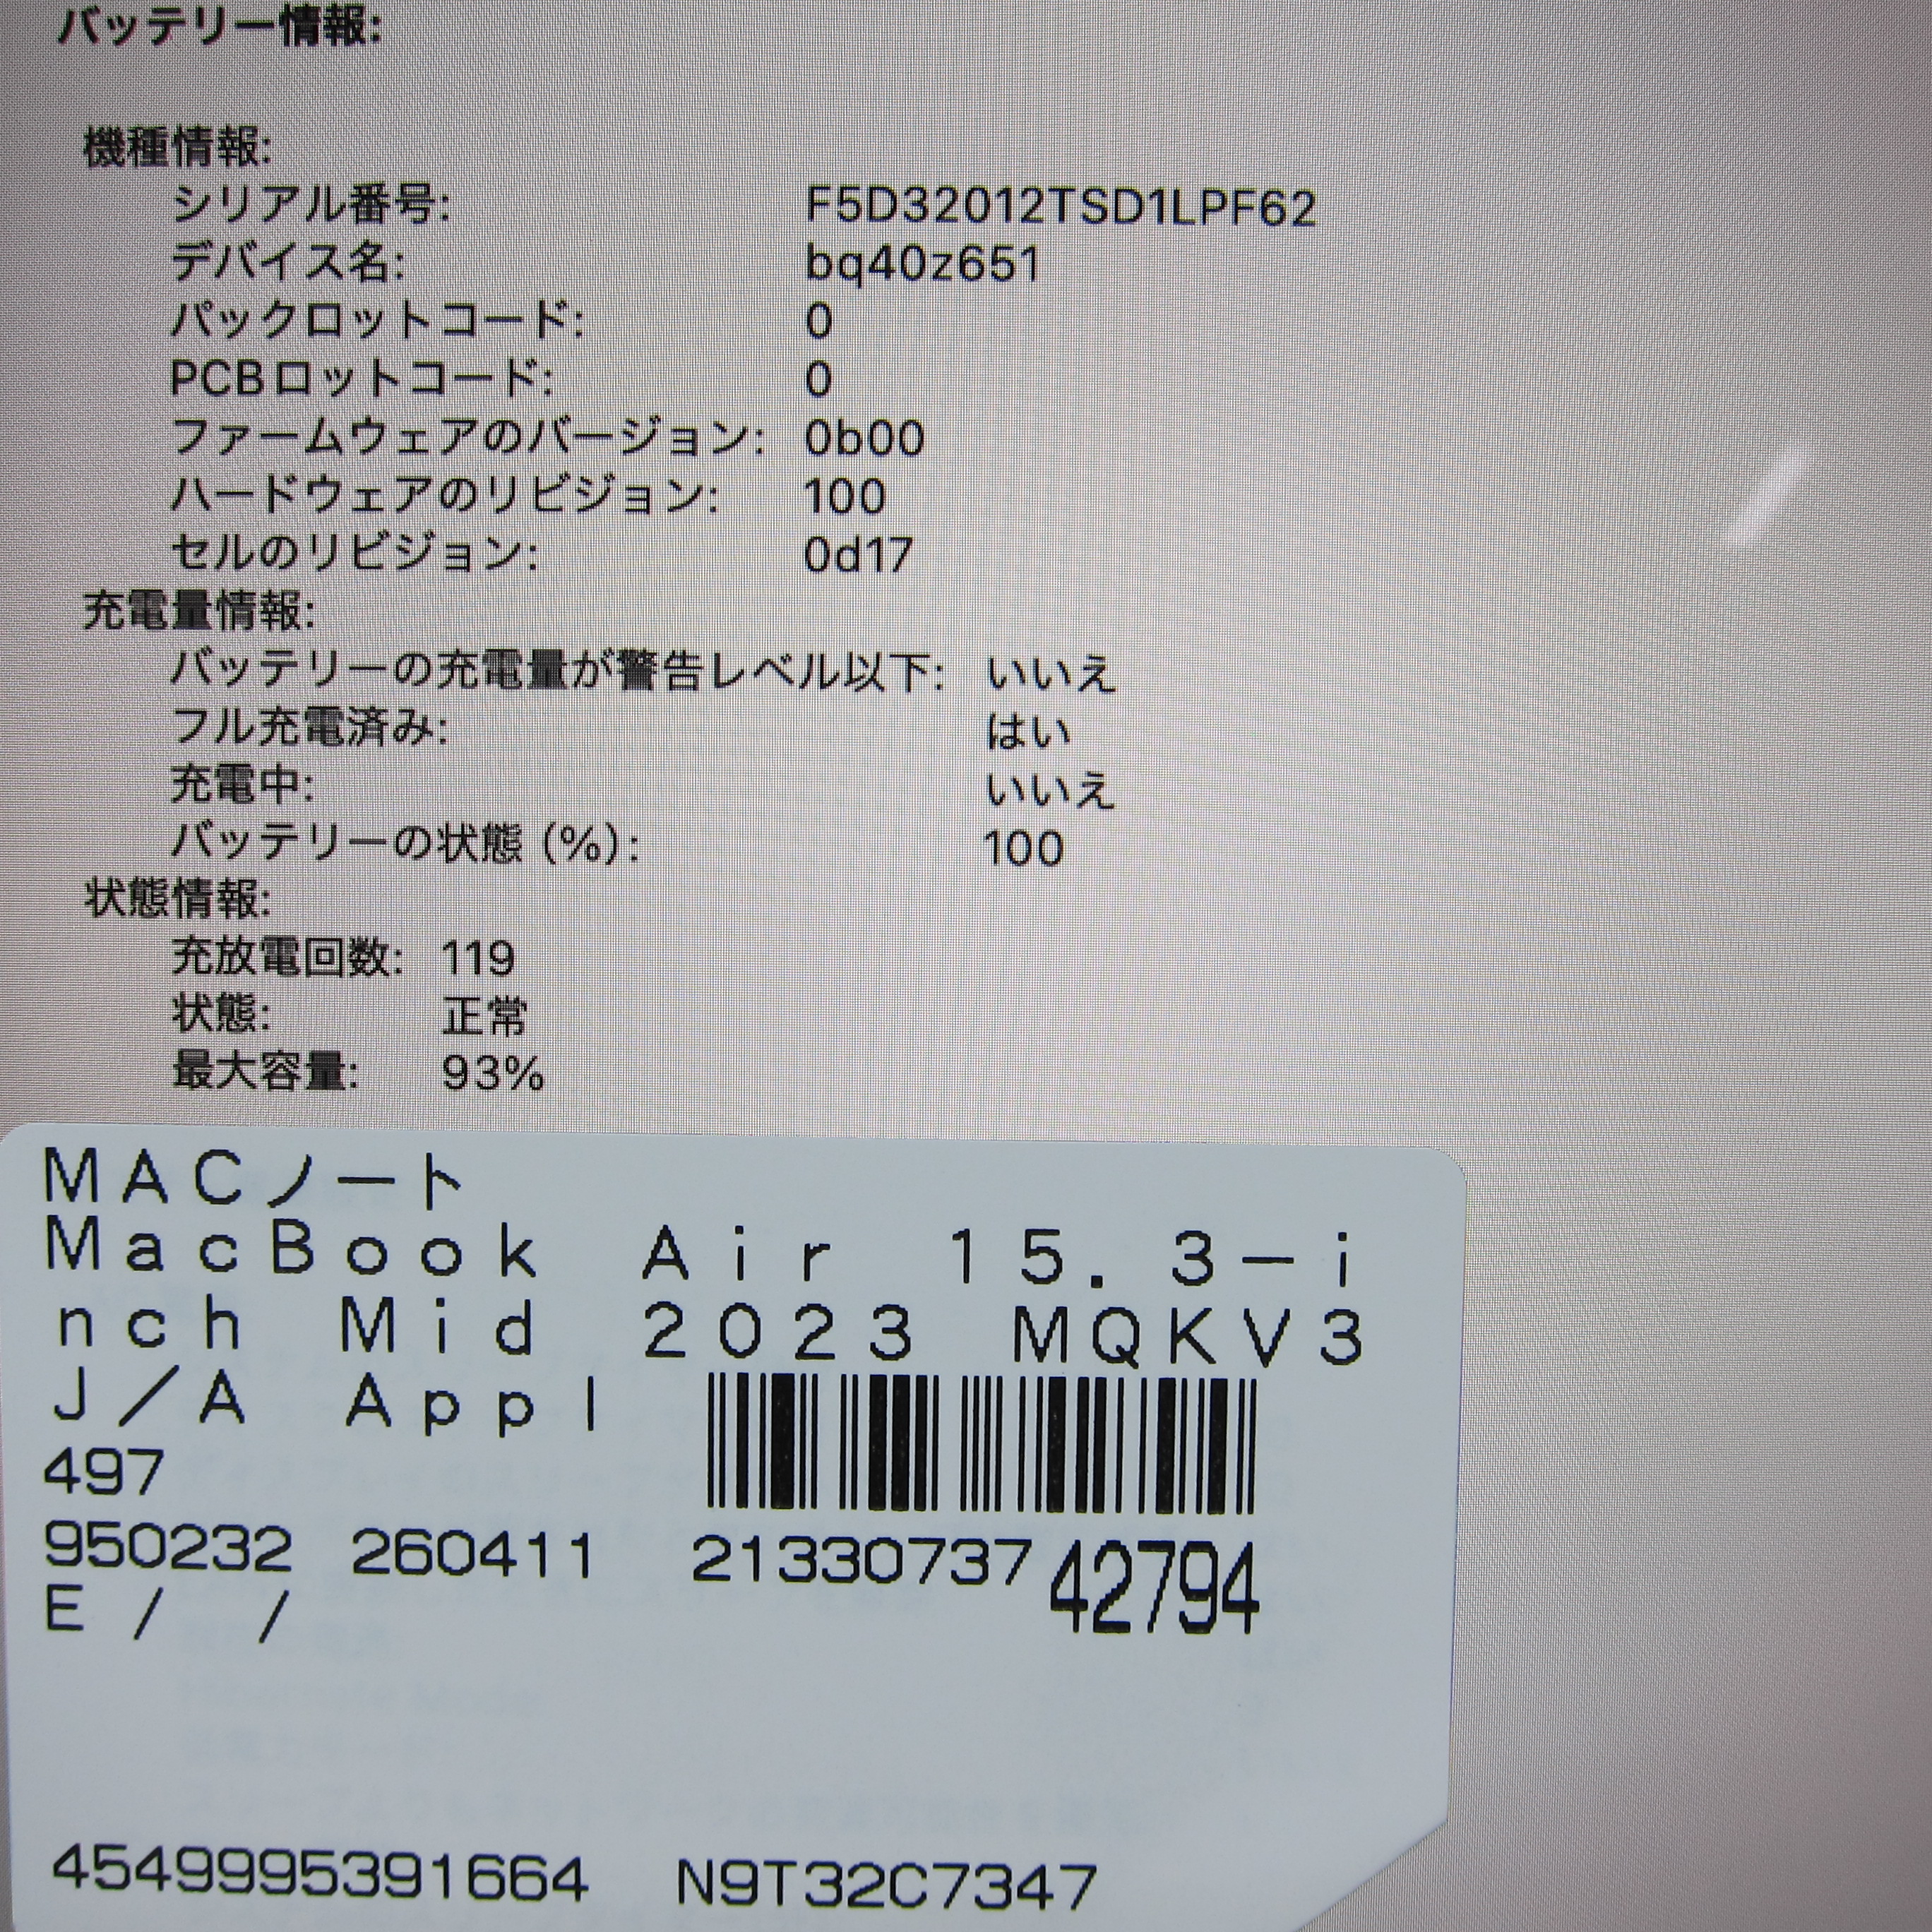 バッテリー情報:
機種情報:
シリアル番号: F5D32012TSD1LPF62
デバイス名: bq40z651
パックロットコード: 0
PCBロットコード: 0
ファームウェアのバージョン: 0b00
ハードウェアのリビジョン: 100
セルのリビジョン: 0d17
充電量情報:
バッテリーの充電量が警告レベル以下: いいえ
フル充電済み: はい
充電中: いいえ
バッテリーの状態 (%): 100
状態情報:
充放電回数: 119
状態: 正常
最大容量: 93%
MACノート
MacBook Air 15.3-i
nch Mid 2023 MQKV3
J/A Appl
497
950232 260411 21330737 42794
E / /
4549995391664 N9T32C7347